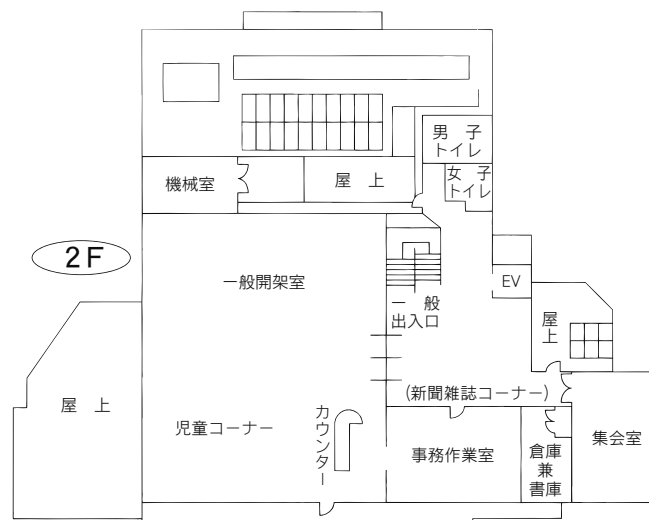 男 子
トイレ
女 子
トイレ
機械室
屋 上
2F
一般開架室
EV
一 般
出入口
屋
上
(新聞雑誌コーナー)
屋 上
児童コーナー
カウンター
事務作業室
倉庫
兼
書庫
集会室